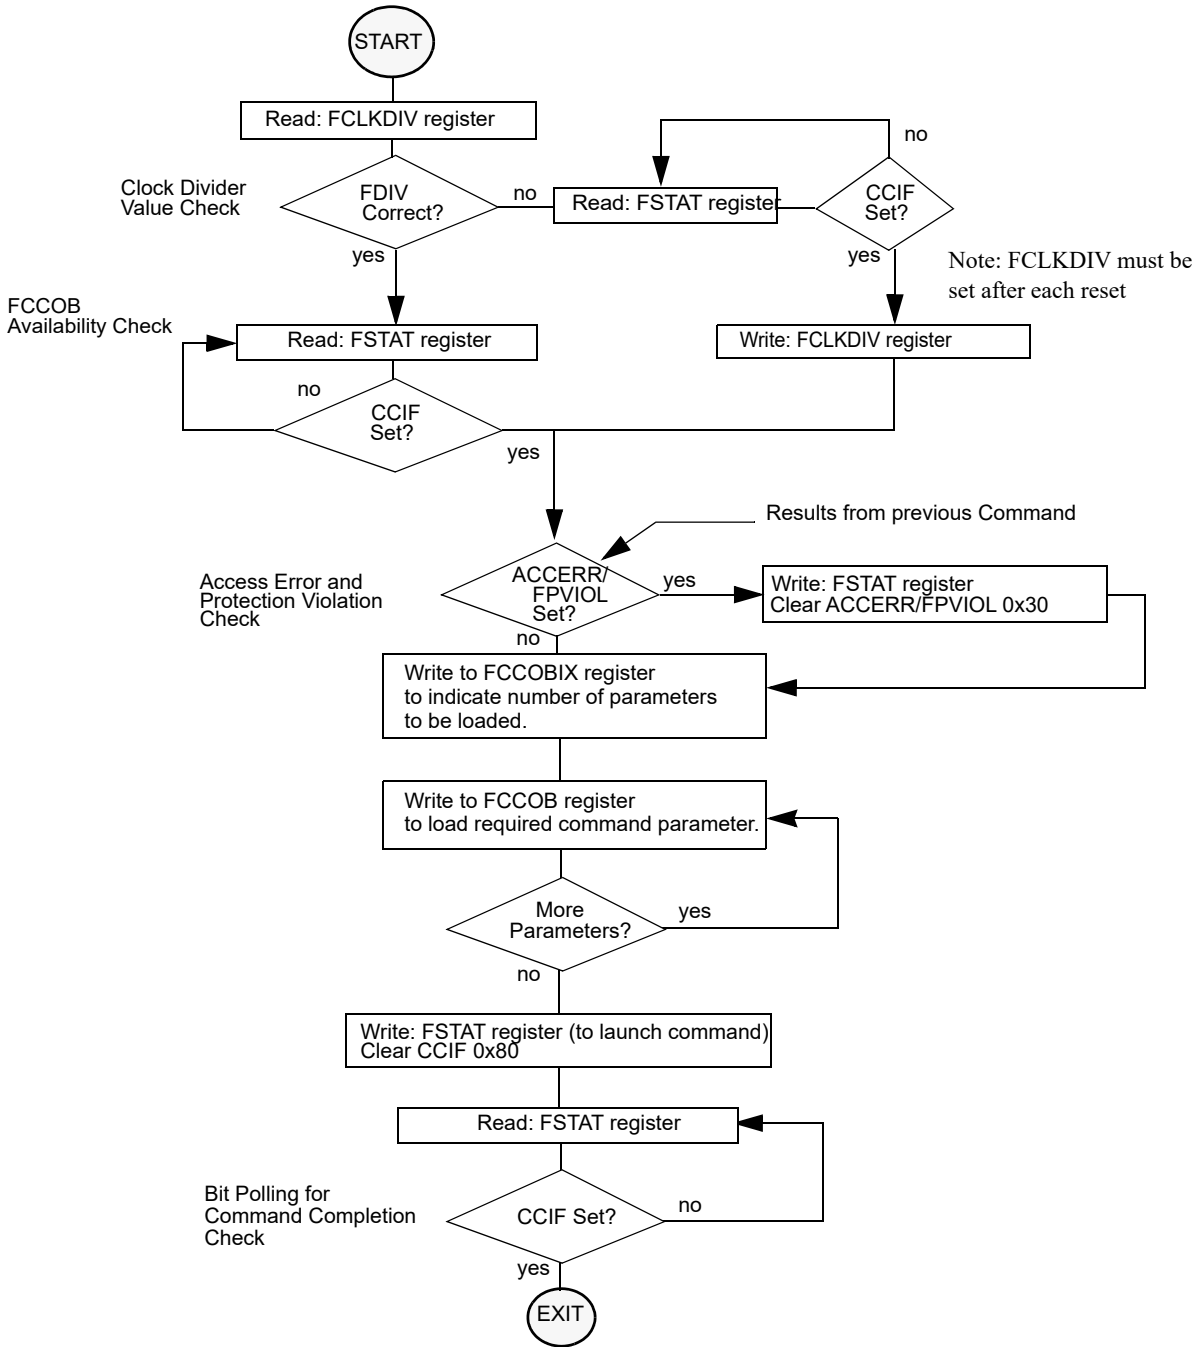 START
Read: FCLKDIV register
no
Clock Divider
Value Check
FDIV
Correct?
no
Read: FSTAT register
CCIF
Set?
yes
yes
Note: FCLKDIV must be
set after each reset
FCCOB
Availability Check
Read: FSTAT register
Write: FCLKDIV register
no
CCIF
Set?
yes
Results from previous Command
Access Error and
Protection Violation
Check
ACCERR/
FPVIOL
Set?
yes
Write: FSTAT register
Clear ACCERR/FPVIOL 0x30
no
Write to FCCOBIX register
to indicate number of parameters
to be loaded.
Write to FCCOB register
to load required command parameter.
More
Parameters?
yes
no
Write: FSTAT register (to launch command)
Clear CCIF 0x80
Read: FSTAT register
Bit Polling for
Command Completion
Check
CCIF Set?
no
yes
EXIT